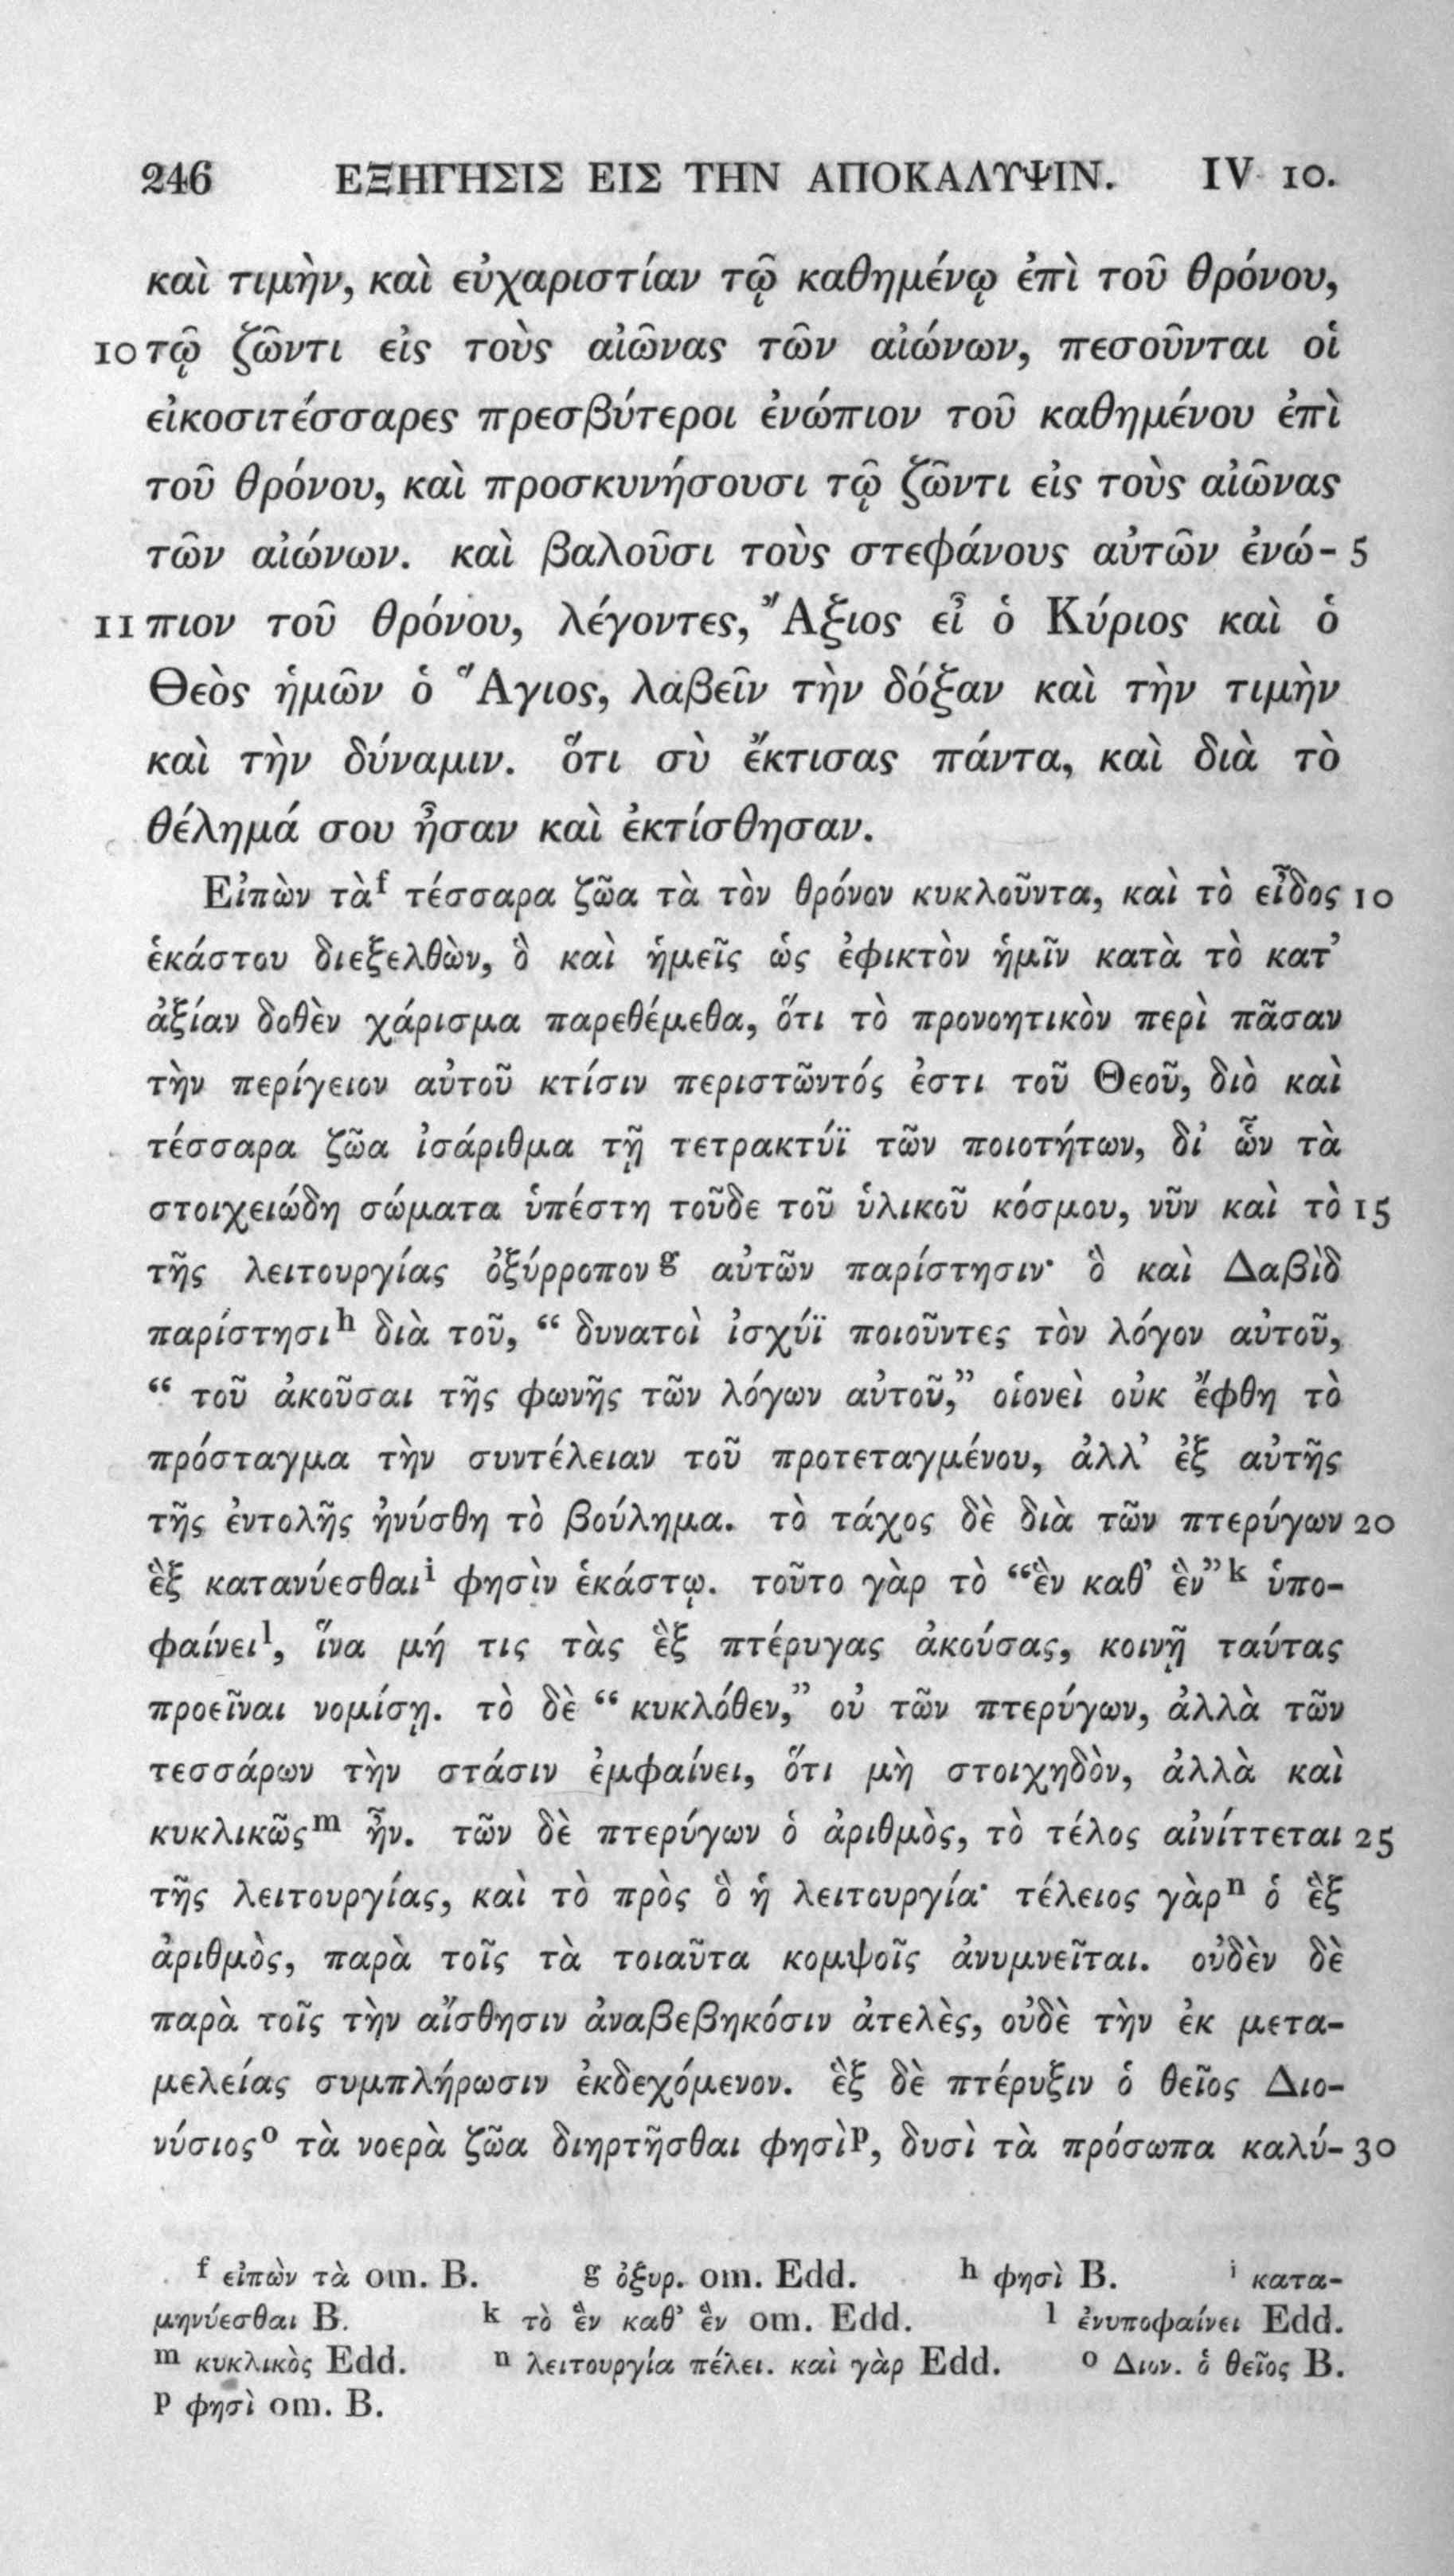 246 ΕΞΗΓΗΣΙΣ ΕΙΣ ΤΗΝ ΑΠΟΚΑΛΥΨΙΝ. IV 10.
καὶ τιμὴν, καὶ εὐχαριστίαν τῷ καθημένῳ ἐπὶ τοῦ θρόνου,
10 τῷ ζῶντι εἰς τοὺς αἰῶνας τῶν αἰώνων, πεσοῦνται οἱ
εἰκοσιτέσσαρες πρεσβύτεροι ἐνώπιον τοῦ καθημένου ἐπὶ
τοῦ θρόνου, καὶ προσκυνήσουσι τῷ ζῶντι εἰς τοὺς αἰῶνας
τῶν αἰώνων. καὶ βαλοῦσι τοὺς στεφάνους αὐτῶν ἐνώ- 5
11 πιον τοῦ θρόνου, λέγοντες, Ἄξιος εἶ ὁ Κύριος καὶ ὁ
Θεὸς ἡμῶν ὁ Ἅγιος, λαβεῖν τὴν δόξαν καὶ τὴν τιμὴν
καὶ τὴν δύναμιν. ὅτι σὺ ἔκτισας πάντα, καὶ διὰ τὸ
θέλημά σου ἦσαν καὶ ἐκτίσθησαν.
Εἰπὼν τὰ f τέσσαρα ζῶα τὰ τὸν θρόνον κυκλοῦντα, καὶ τὸ εἶδος 10
ἑκάστου διεξελθὼν, ὃ καὶ ἡμεῖς ὡς ἐφικτὸν ἡμῖν κατὰ τὸ κατ’
ἀξίαν δοθὲν χάρισμα παρεθέμεθα, ὅτι τὸ προνοητικὸν περὶ πᾶσαν
τὴν περίγειον αὐτοῦ κτίσιν περιστῶντός ἐστι τοῦ Θεοῦ, διὸ καὶ
τέσσαρα ζῶα ἰσάριθμα τῇ τετρακτύϊ τῶν ποιοτήτων, δι’ ὧν τὰ
στοιχειώδη σώματα ὑπέστη τοῦδε τοῦ ὑλικοῦ κόσμου, νῦν καὶ τὸ 15
τῆς λειτουργίας ὀξύρροπον g αὐτῶν παρίστησιν· ὃ καὶ Δαβὶδ
παρίστησι h διὰ τοῦ, “ δυνατοὶ ἰσχύϊ ποιοῦντες τὸν λόγον αὐτοῦ,
“ τοῦ ἀκοῦσαι τῆς φωνῆς τῶν λόγων αὐτοῦ,” οἱονεὶ οὐκ ἔφθη τὸ
πρόσταγμα τὴν συντέλειαν τοῦ προτεταγμένου, ἀλλ’ ἐξ αὐτῆς
τῆς ἐντολῆς ἠνύσθη τὸ βούλημα. τὸ τάχος δὲ διὰ τῶν πτερύγων 20
ἓξ κατανύεσθαι i φησὶν ἑκάστῳ. τοῦτο γὰρ τὸ “ἓν καθ’ ἓν” k ὑπο-
φαίνει l, ἵνα μή τις τὰς ἓξ πτέρυγας ἀκούσας, κοινῇ ταύτας
προεῖναι νομίσῃ. τὸ δὲ “ κυκλόθεν,” οὐ τῶν πτερύγων, ἀλλὰ τῶν
τεσσάρων τὴν στάσιν ἐμφαίνει, ὅτι μὴ στοιχηδὸν, ἀλλὰ καὶ
κυκλικῶς m ἦν. τῶν δὲ πτερύγων ὁ ἀριθμὸς, τὸ τέλος αἰνίττεται 25
τῆς λειτουργίας, καὶ τὸ πρὸς ὃ ἡ λειτουργία· τέλειος γὰρ n ὁ ἓξ
ἀριθμὸς, παρὰ τοῖς τὰ τοιαῦτα κομψοῖς ἀνυμνεῖται. οὐδὲν δὲ
παρὰ τοῖς τὴν αἴσθησιν ἀναβεβηκόσιν ἀτελὲς, οὐδὲ τὴν ἐκ μετα-
μελείας συμπλήρωσιν ἐκδεχόμενον. ἓξ δὲ πτέρυξιν ὁ θεῖος Διο-
νύσιος o τὰ νοερὰ ζῶα διηρτῆσθαι φησὶ p, δυσὶ τὰ πρόσωπα καλύ- 30
f εἰπὼν τὰ om. B. g ὀξυρ. om. Edd. h φησὶ B. i κατα-
μηνύεσθαι B. k τὸ ἓν καθ’ ἓν om. Edd. l ἐνυποφαίνει Edd.
m κυκλικὸς Edd. n λειτουργία πέλει. καὶ γὰρ Edd. o Διον. ὁ θεῖος B.
p φησὶ om. B.